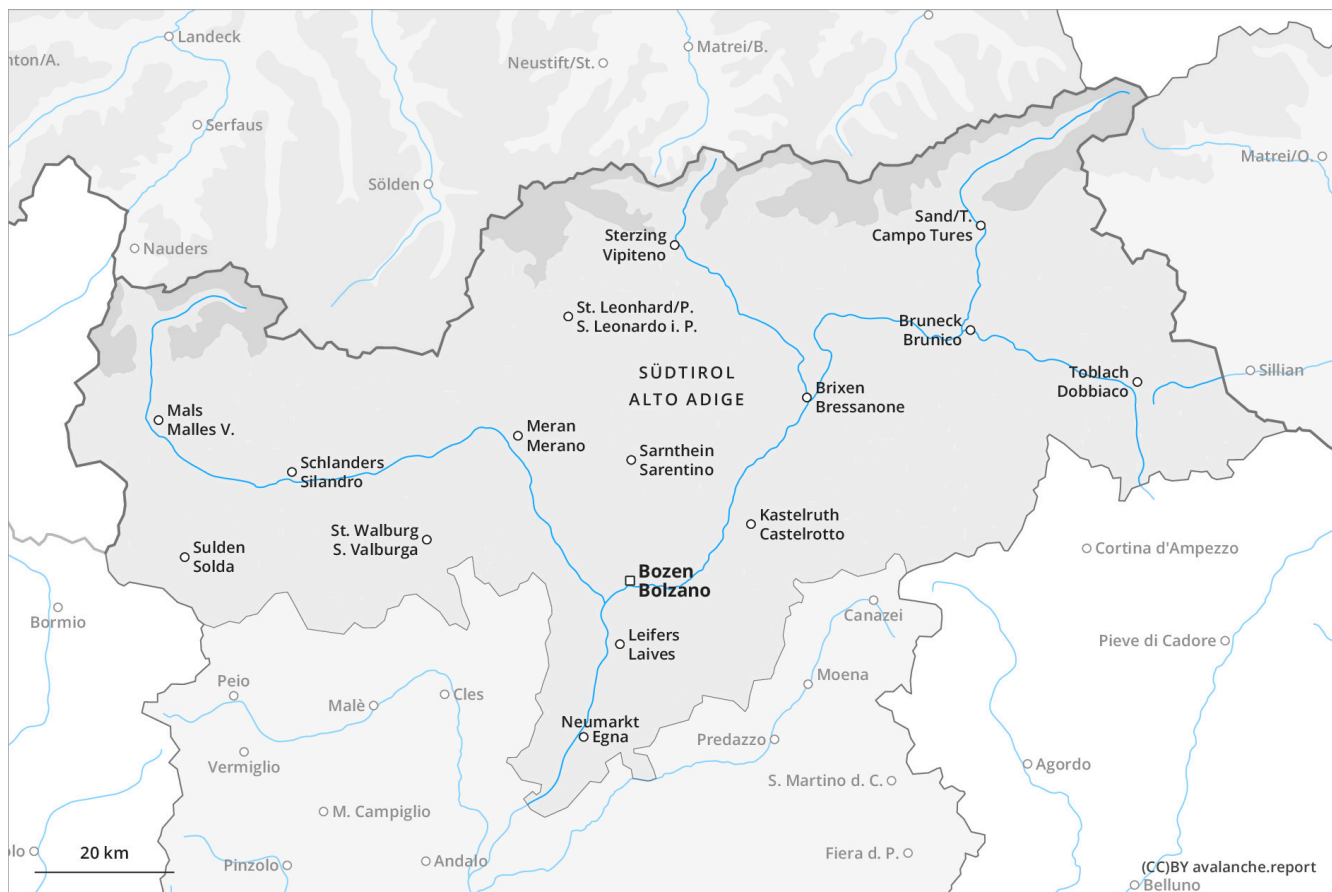 Landeck
nton/A.
Neustift/St.
Matrei/B.
Serfaus
Matrei/O.
Sölden
Nauders
Sterzing
Vipiteno
Sand/T.
Campo Tures
St. Leonhard/P.
S. Leonardo i. P.
Bruneck
Brunico
SÜDTIROL
ALTO ADIGE
Brixen
Bressanone
Toblach
Dobbiaco
Sillian
Mals
Malles V.
Meran
Merano
Sarnthein
Sarentino
Schlanders
Silandro
St. Walburg
S. Valburga
Kastelruth
Castelrotto
Sulden
Solda
Cortina d'Ampezzo
Bozen
Bolzano
Bormio
Canazei
Leifers
Laives
Pieve di Cadore
Peio
Malè
Cles
Moena
Neumarkt
Egna
Predazzo
Vermiglio
Agordo
S. Martino d. C.
M. Campiglio
olo
20 km
Pinzolo
Andalo
Fiera d. P.
(CC)BY avalanche.report
Belluno